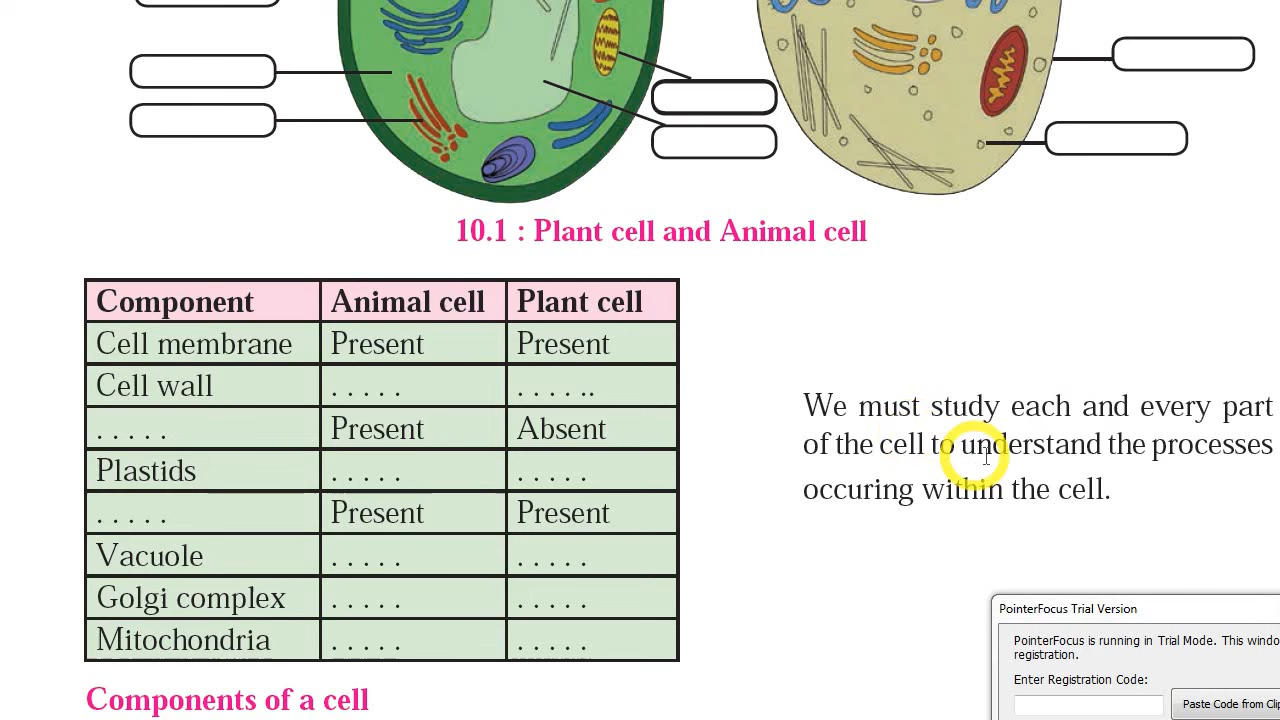 10.1 : Plant cell and Animal cell
Component Animal cell Plant cell
Cell membrane Present Present
Cell wall . . . . . . . . . ..
. . . . . Present Absent
Plastids . . . . . . . . . .
. . . . . Present Present
Vacuole . . . . . . . . . .
Golgi complex . . . . . . . . . .
Mitochondria . . . . . . . . . .
We must study each and every part
of the cell to understand the processes
occuring within the cell.
Components of a cell
PointerFocus Trial Version
PointerFocus is running in Trial Mode. This
registration.
Enter Registration Code:
Paste Code from